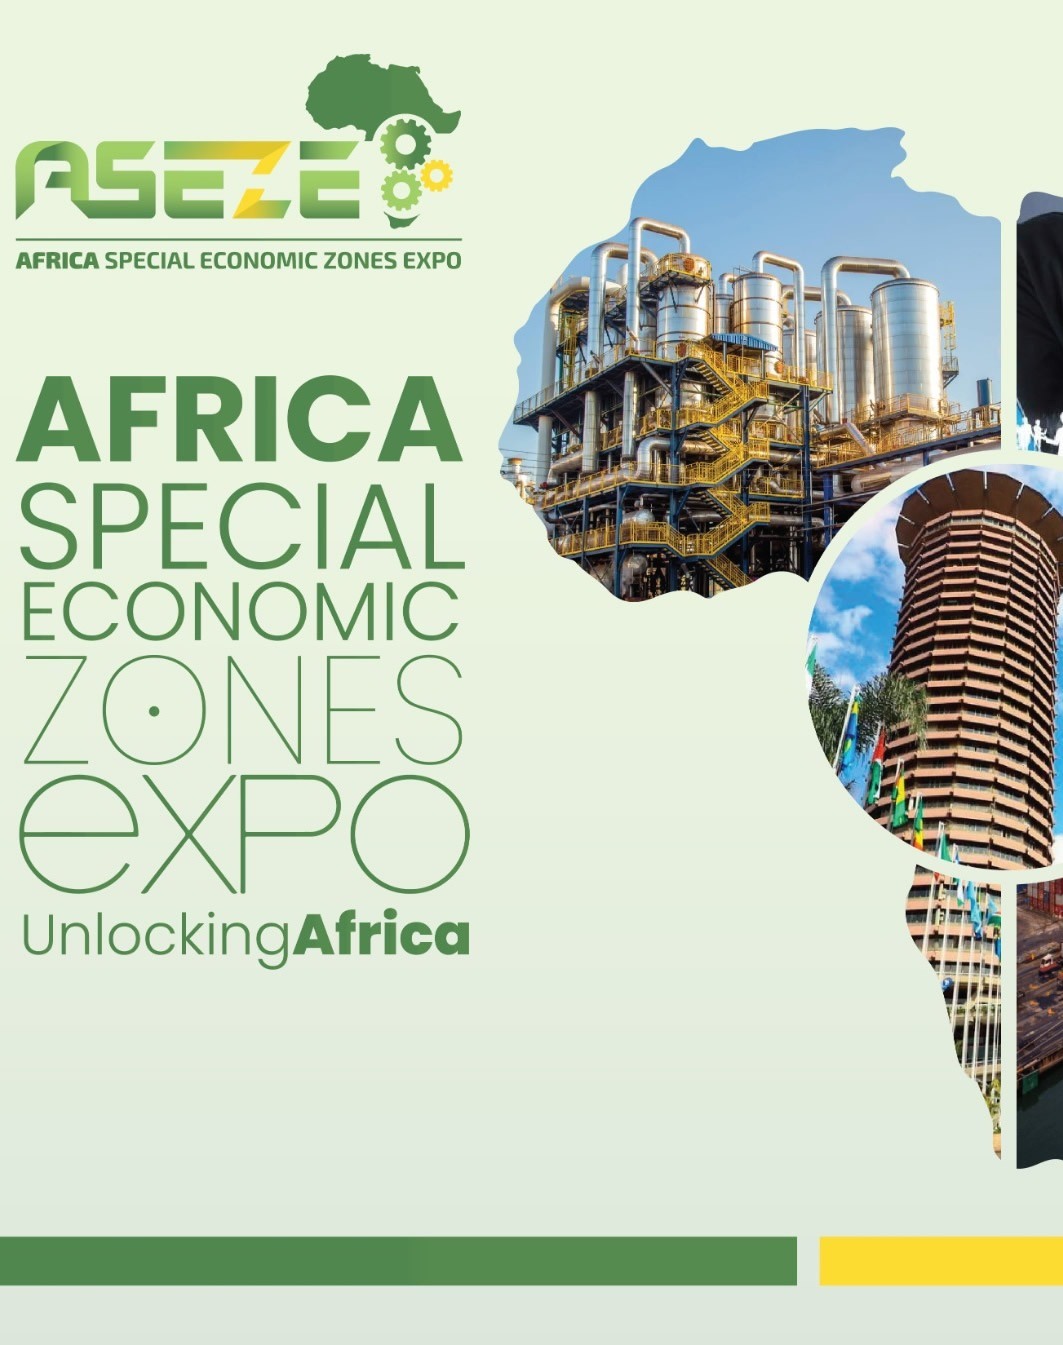 ASEZE
AFRICA SPECIAL ECONOMIC ZONES EXPO
AFRICA
SPECIAL
ECONOMIC
ZONES
exPO
UnlockingAfrica